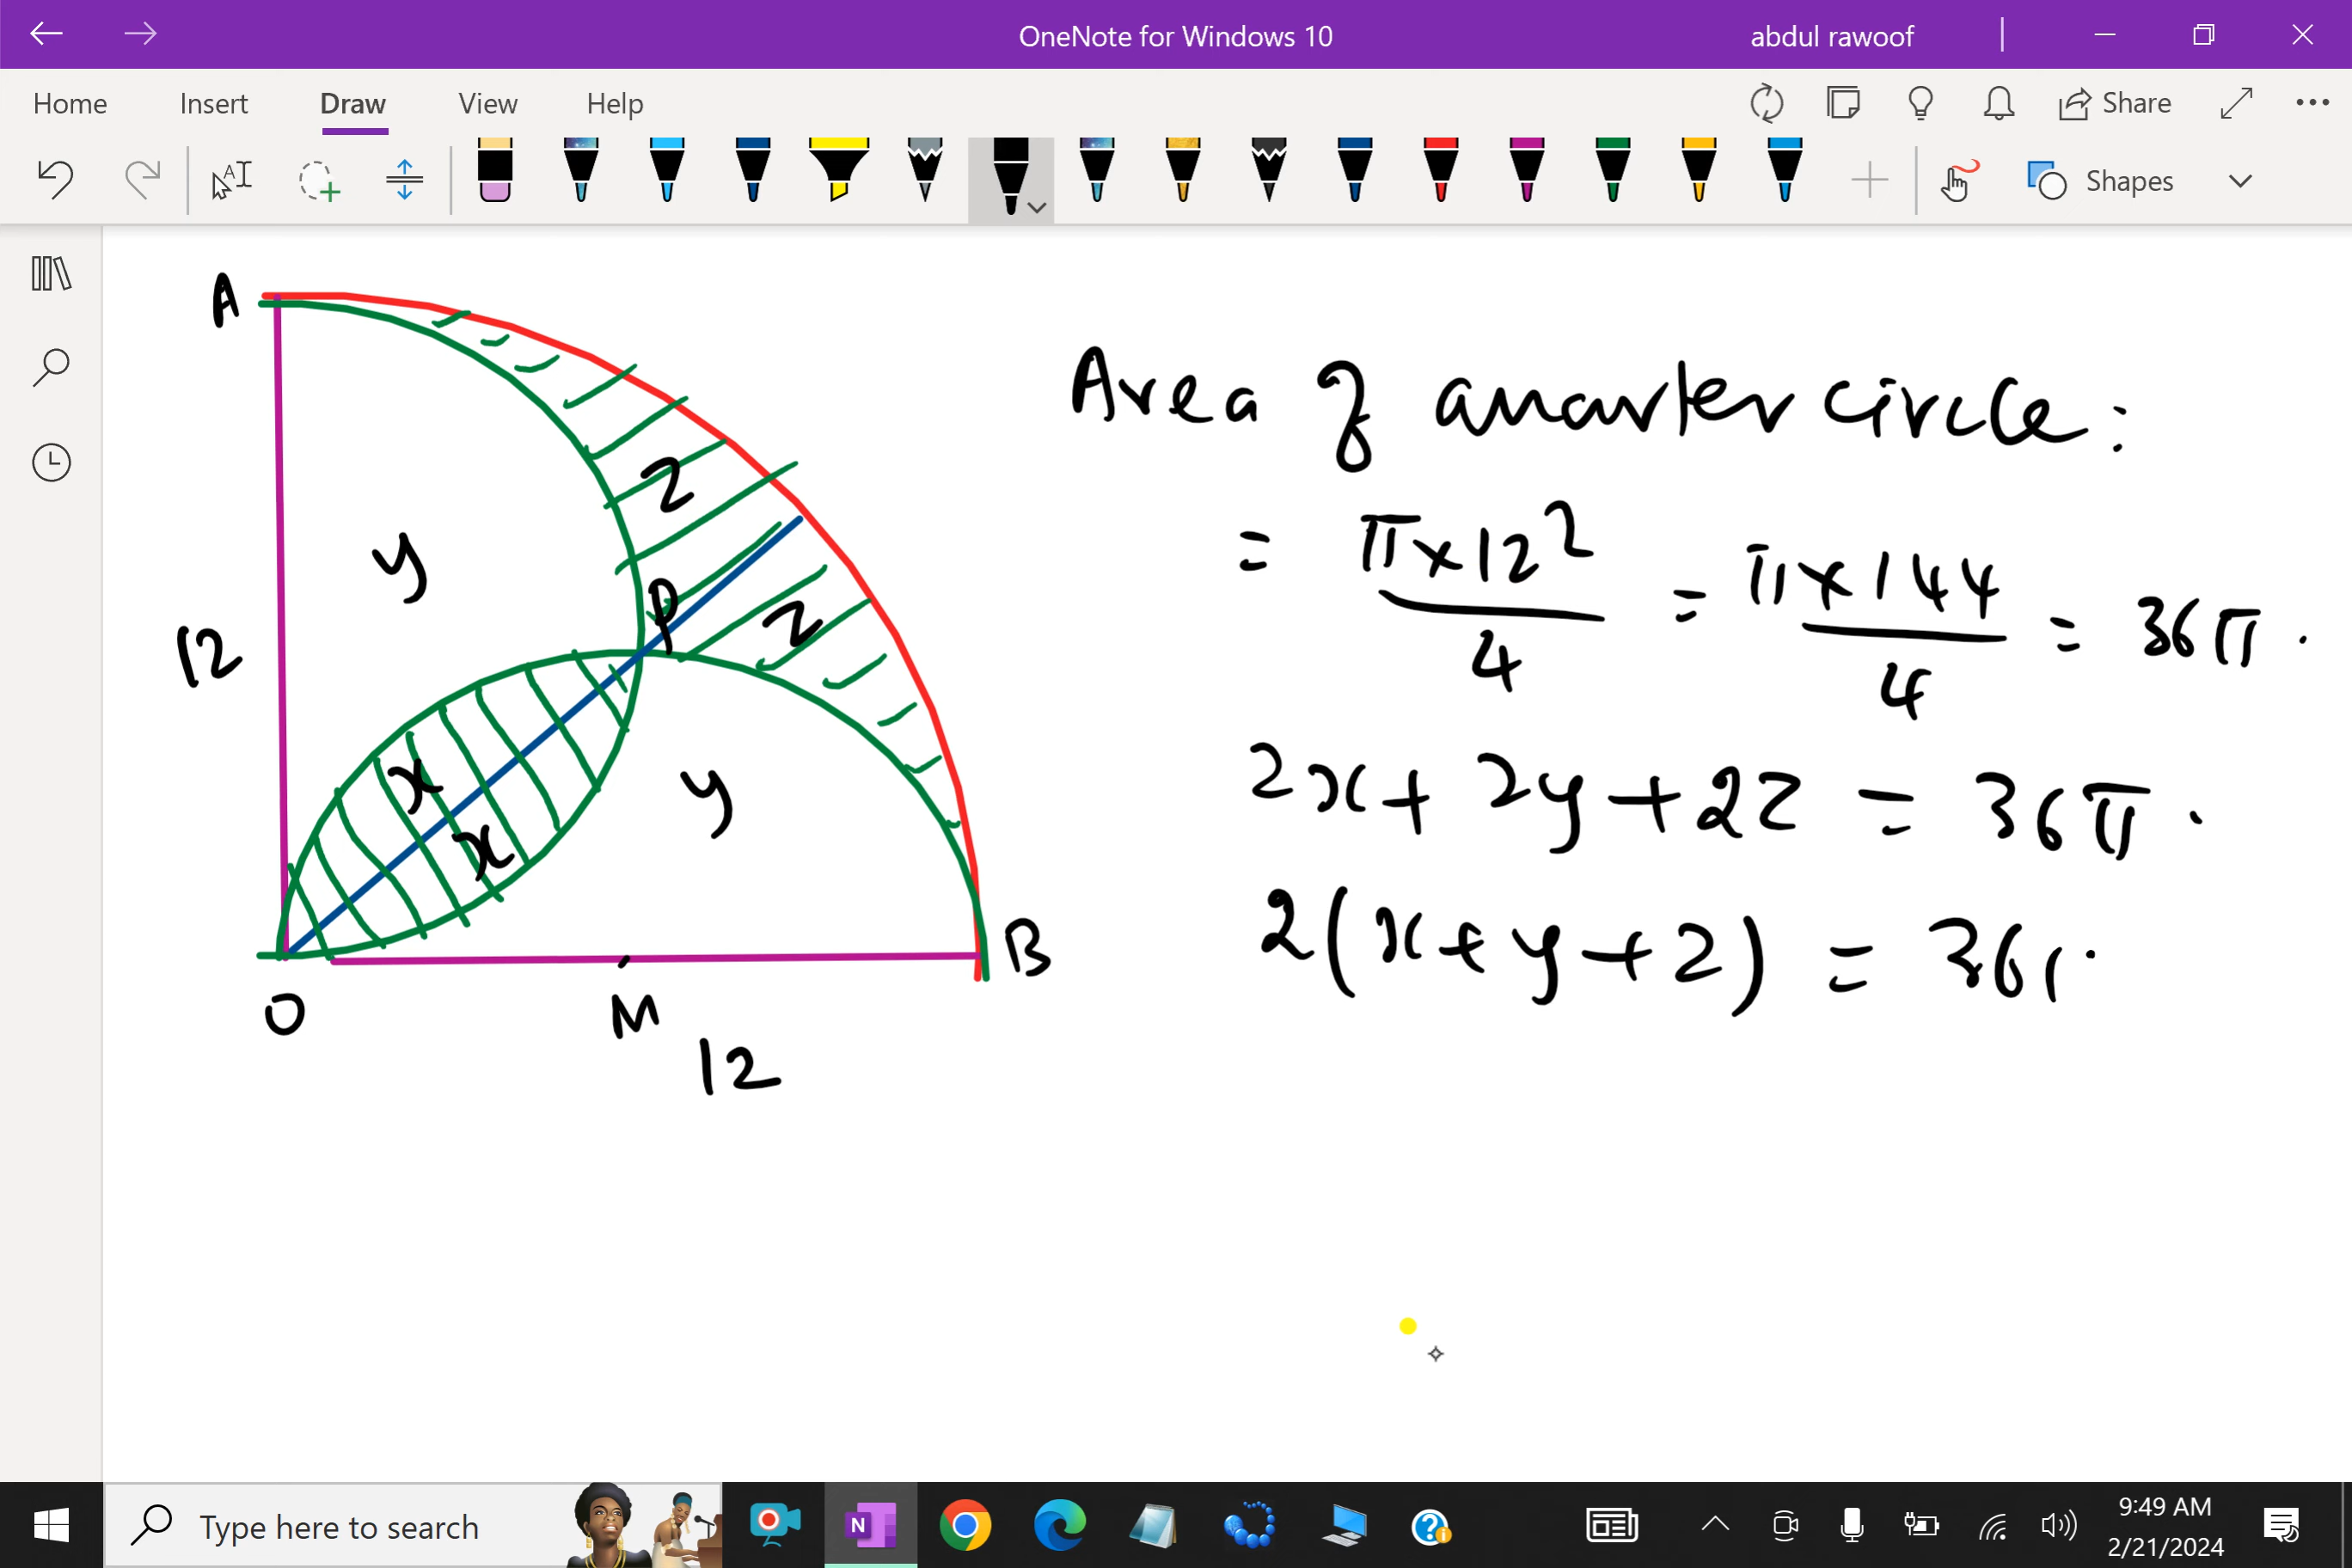 OneNote for Windows 10
abdul rawoof
Home Insert Draw View Help
Share
Shapes
A
y
z
P
z
12
x
x
y
O
M
B
12
Area of quarter circle:
= π×12²/4 = π×144/4 = 36π.
2x + 2y + 2z = 36π.
2(x+y+z) = 36
Type here to search
9:49 AM
2/21/2024